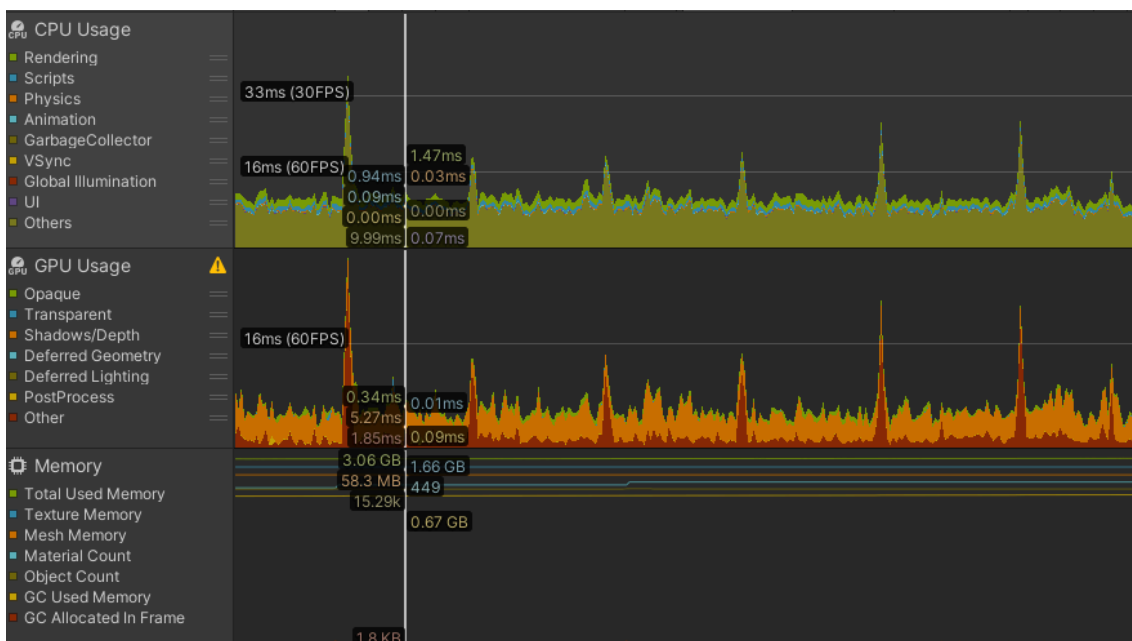 CPU
CPU Usage
Rendering
Scripts
Physics
Animation
GarbageCollector
VSync
Global Illumination
UI
Others
33ms (30FPS)
16ms (60FPS)
1.47ms
0.94ms
0.03ms
0.09ms
0.00ms
0.00ms
9.99ms
0.07ms
GPU
GPU Usage
Opaque
Transparent
Shadows/Depth
Deferred Geometry
Deferred Lighting
PostProcess
Other
16ms (60FPS)
0.34ms
0.01ms
5.27ms
1.85ms
0.09ms
Memory
Total Used Memory
Texture Memory
Mesh Memory
Material Count
Object Count
GC Used Memory
GC Allocated In Frame
3.06 GB
1.66 GB
58.3 MB
449
15.29k
0.67 GB
1.8 KB